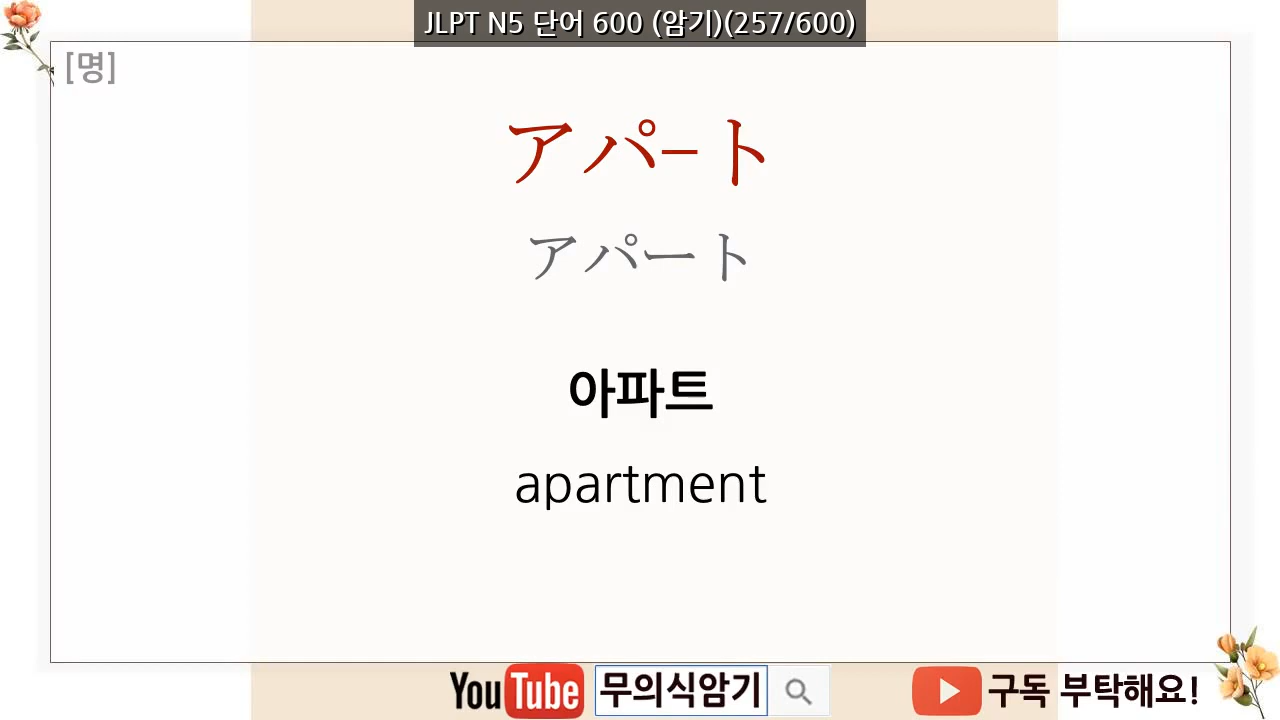 JLPT N5 단어 600 (암기)(257/600)
[명]
アパ-ト
アパート
아파트
apartment
YouTube 무의식암기 구독 부탁해요!